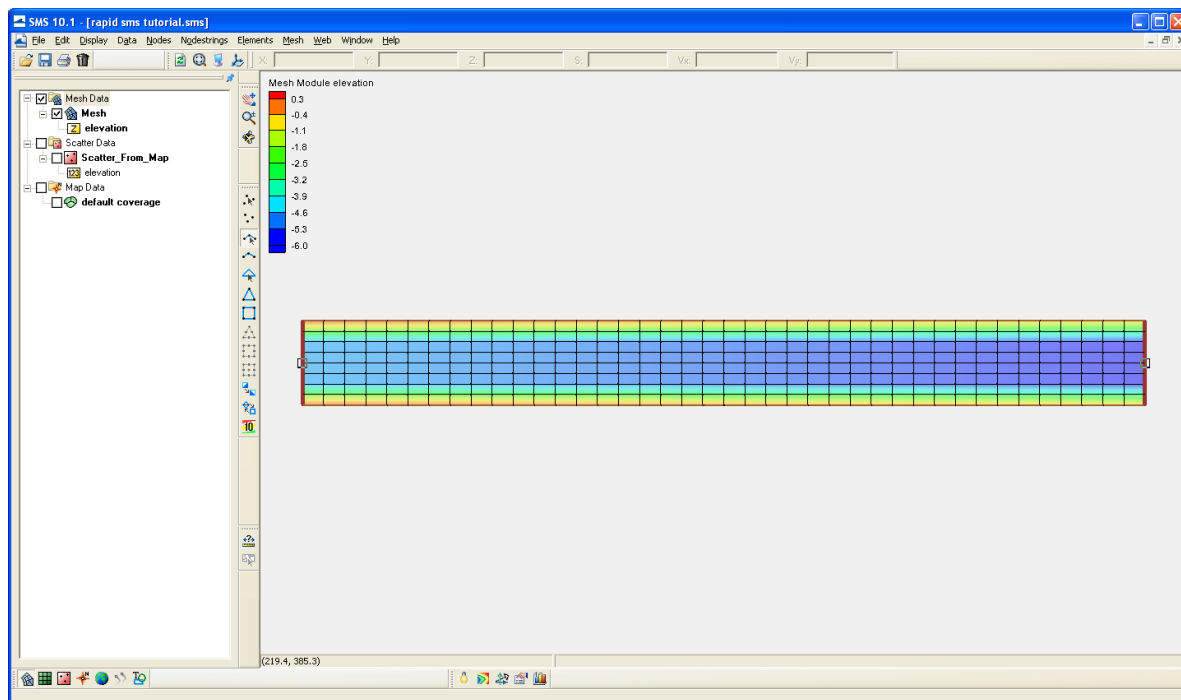 SMS 10.1 - [rapid sms tutorial.sms]
File Edit Display Data Nodes Nodestrings Elements Mesh Web Window Help
X: Y: Z: S: Vx: Vy:
Mesh Data
Mesh
Z elevation
Scatter Data
Scatter_From_Map
123 elevation
Map Data
default coverage
10
Mesh Module elevation
0.3
-0.4
-1.1
-1.8
-2.5
-3.2
-3.9
-4.6
-5.3
-6.0
(219.4, 385.3)